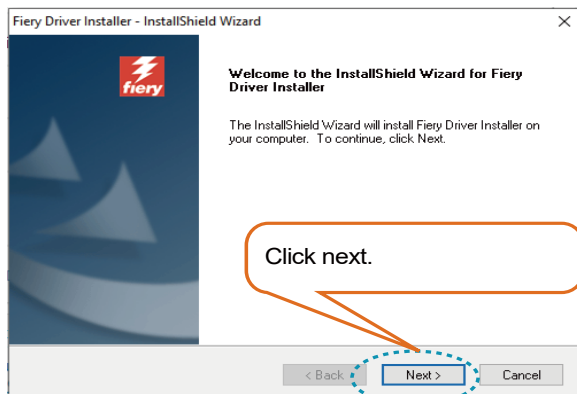 Fiery Driver Installer - InstallShield Wizard
fiery
Welcome to the InstallShield Wizard for Fiery
Driver Installer
The InstallShield Wizard will install Fiery Driver Installer on
your computer. To continue, click Next.
Click next.
< Back
Next >
Cancel